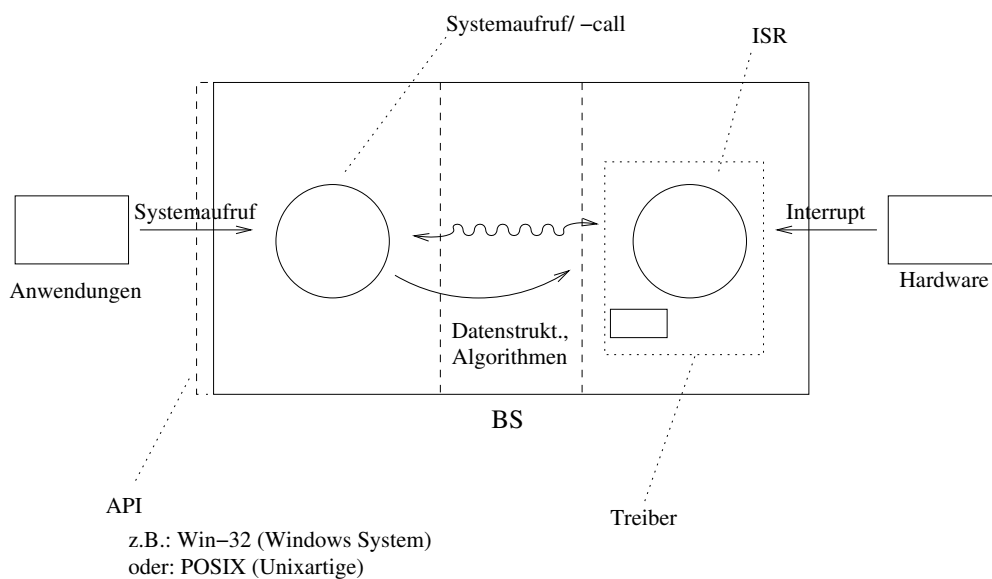 Systemaufruf/ −call
ISR
Systemaufruf
Interrupt
Anwendungen
Hardware
Datenstrukt.,
Algorithmen
BS
API
Treiber
z.B.: Win−32 (Windows System)
oder: POSIX (Unixartige)